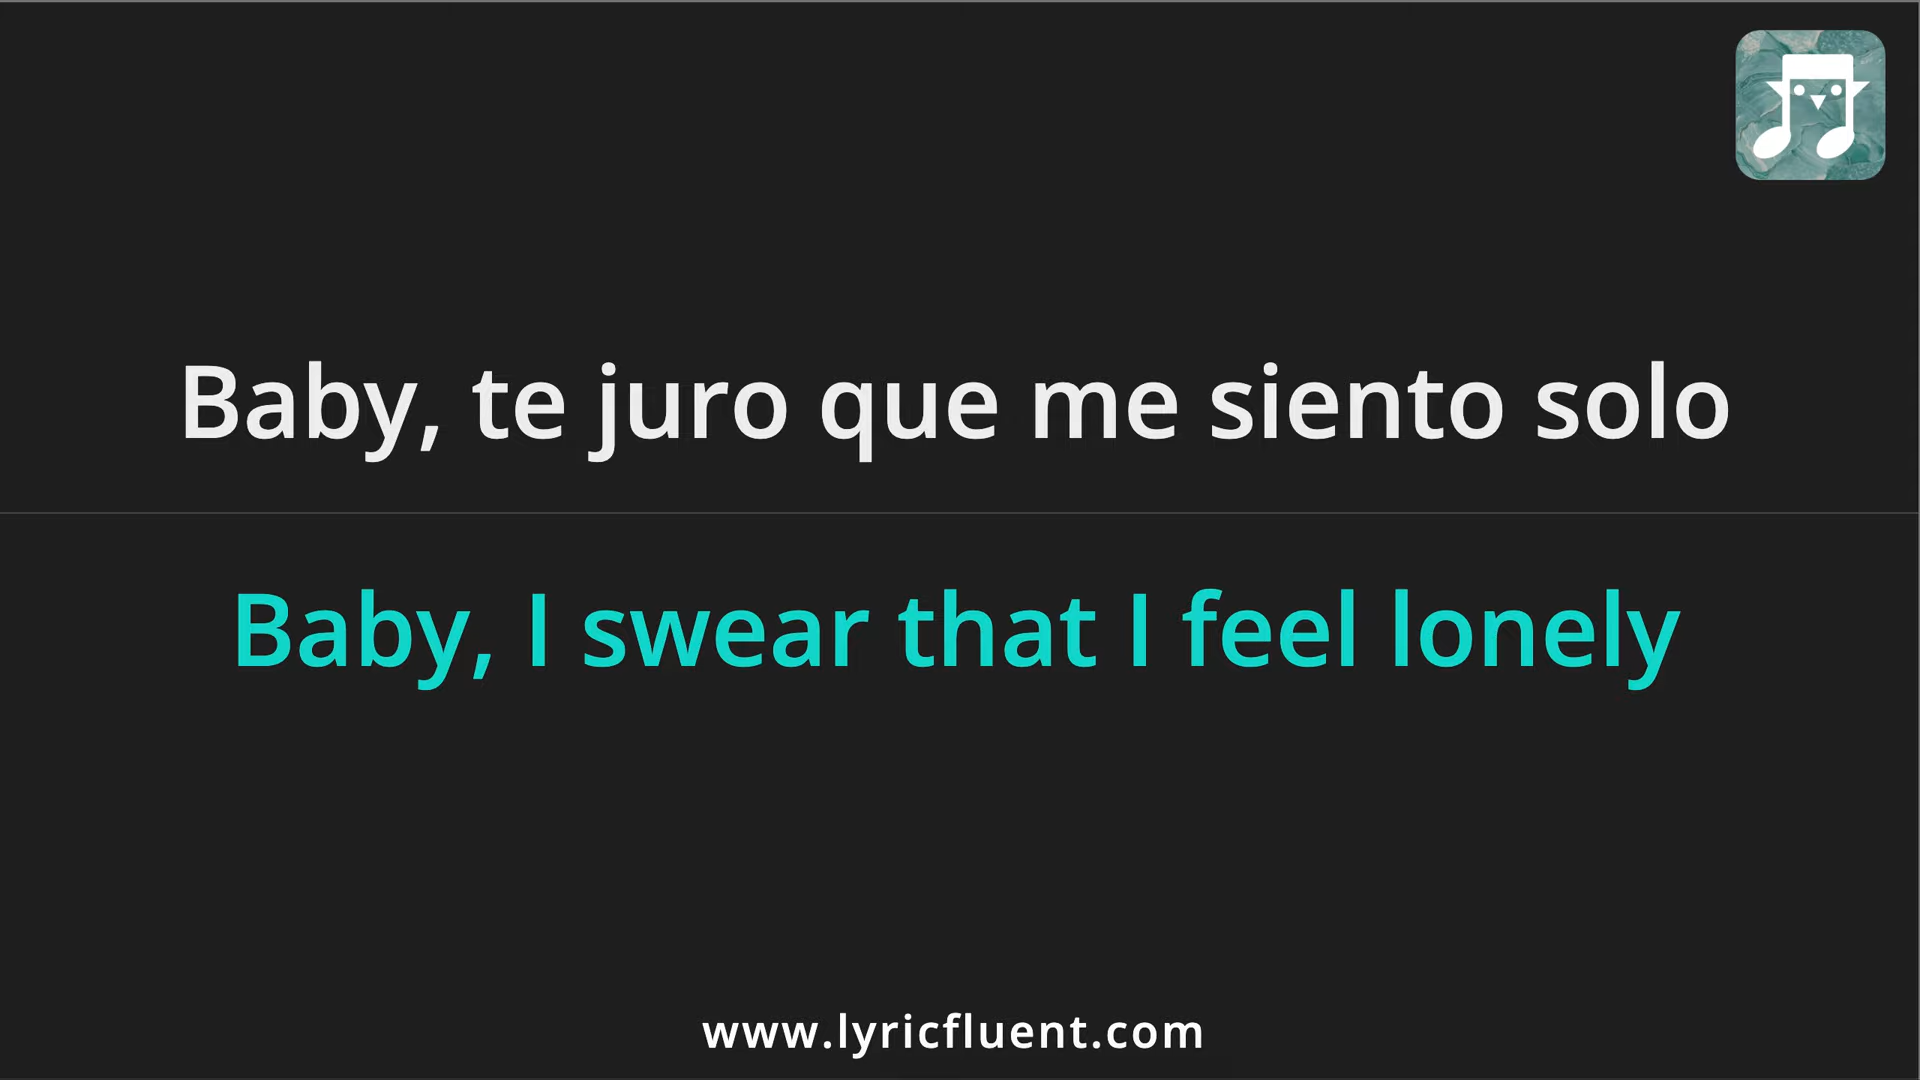 Baby, te juro que me siento solo
Baby, I swear that I feel lonely
www.lyricfluent.com